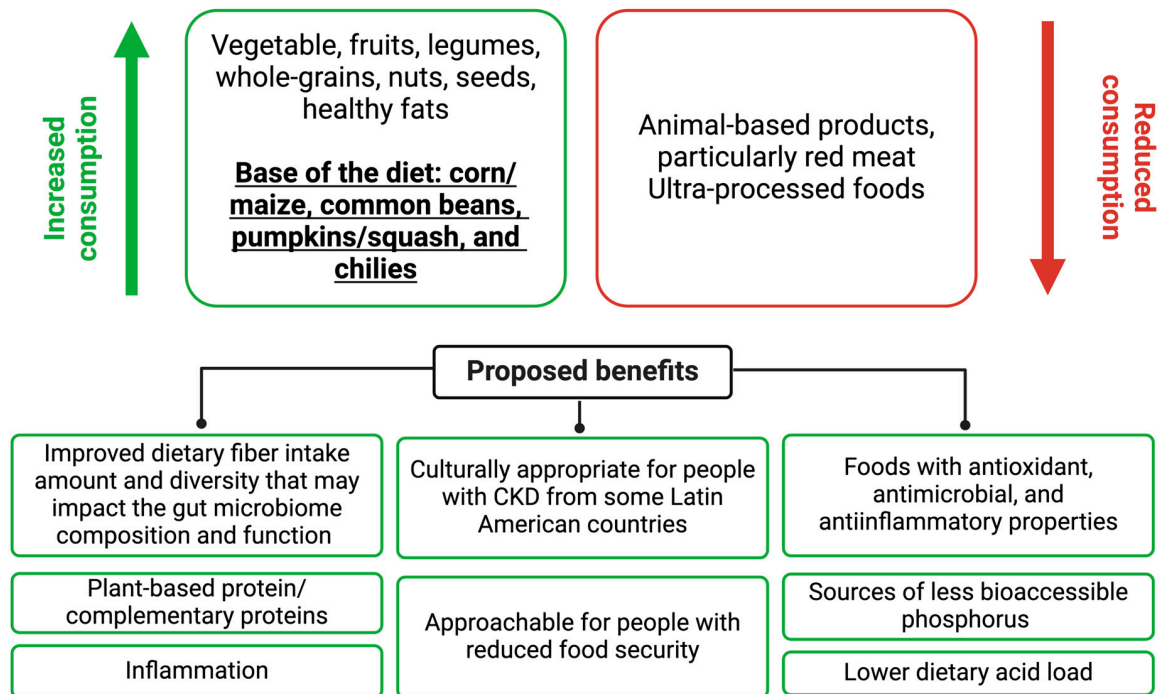 Increased
consumption
Vegetable, fruits, legumes,
whole-grains, nuts, seeds,
healthy fats
Base of the diet: corn/
maize, common beans,
pumpkins/squash, and
chilies
Animal-based products,
particularly red meat
Ultra-processed foods
Reduced
consumption
Proposed benefits
Improved dietary fiber intake
amount and diversity that may
impact the gut microbiome
composition and function
Plant-based protein/
complementary proteins
Inflammation
Culturally appropriate for people
with CKD from some Latin
American countries
Approachable for people with
reduced food security
Foods with antioxidant,
antimicrobial, and
antiinflammatory properties
Sources of less bioaccessible
phosphorus
Lower dietary acid load